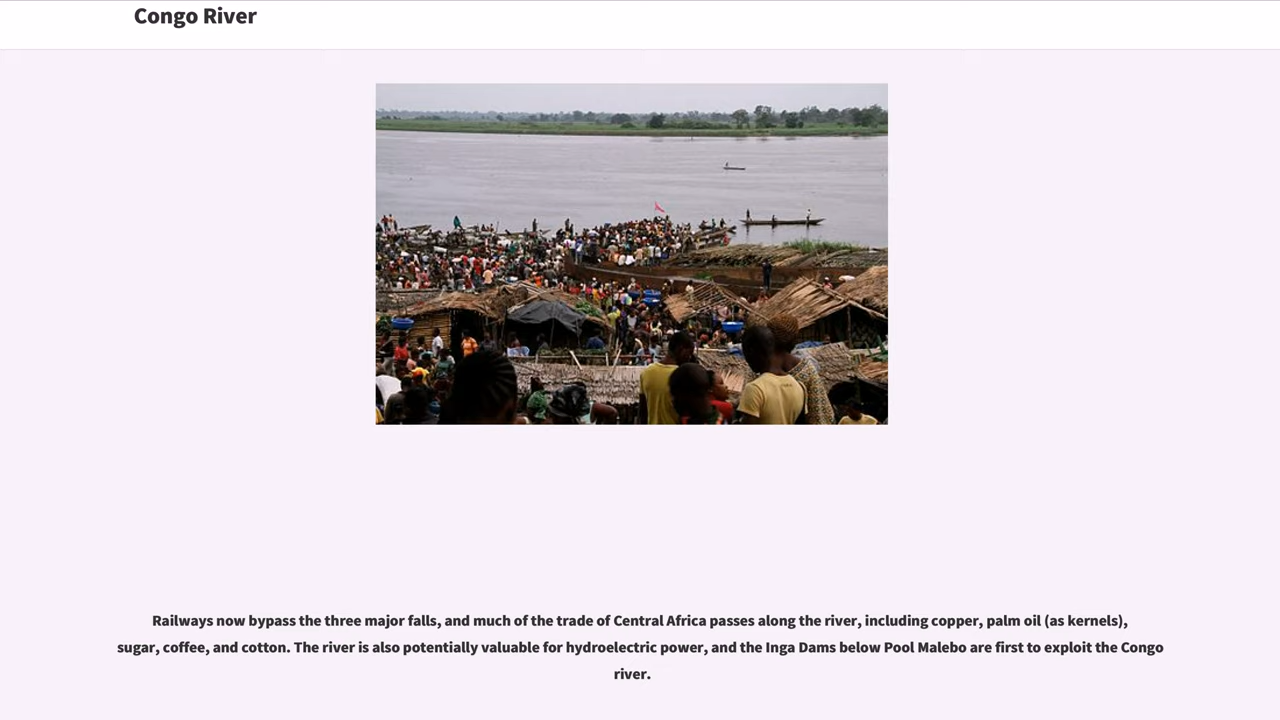 Congo River
Railways now bypass the three major falls, and much of the trade of Central Africa passes along the river, including copper, palm oil (as kernels),
sugar, coffee, and cotton. The river is also potentially valuable for hydroelectric power, and the Inga Dams below Pool Malebo are first to exploit the Congo
river.